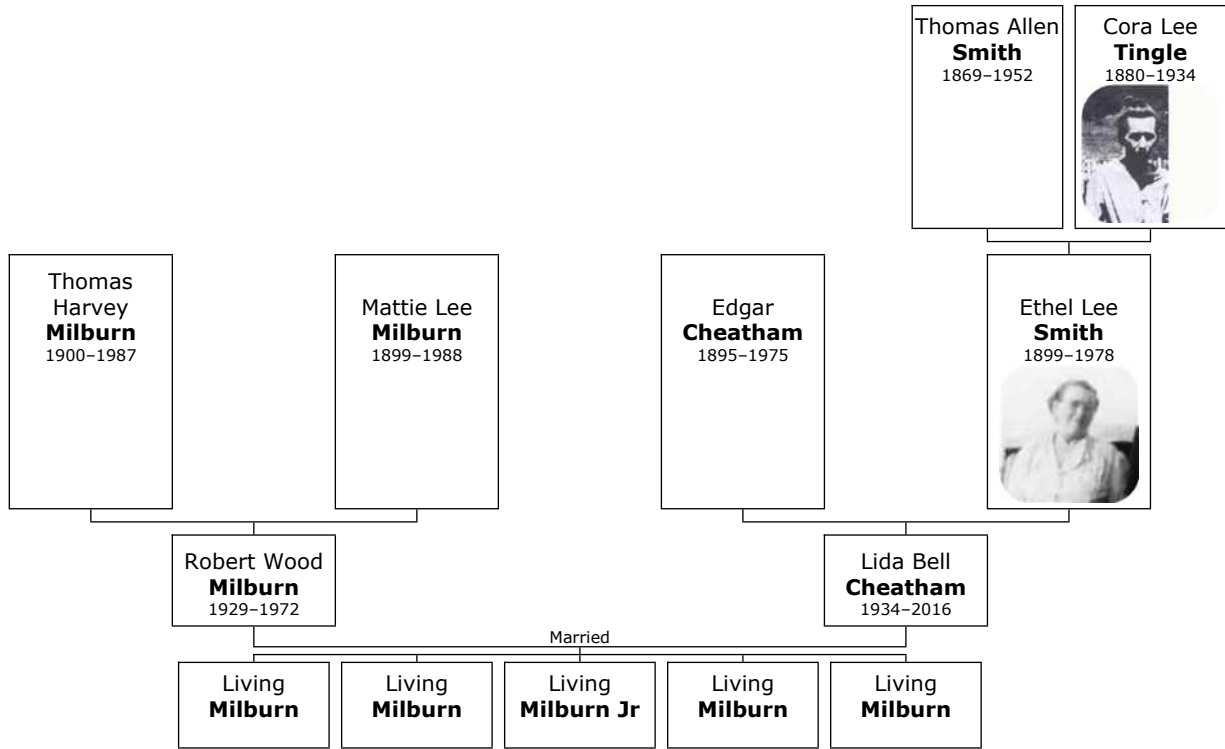 Thomas Allen
Smith
1869–1952
Cora Lee
Tingle
1880–1934
Thomas
Harvey
Milburn
1900–1987
Mattie Lee
Milburn
1899–1988
Edgar
Cheatham
1895–1975
Ethel Lee
Smith
1899–1978
Robert Wood
Milburn
1929–1972
Lida Bell
Cheatham
1934–2016
Married
Living
Milburn
Living
Milburn
Living
Milburn Jr
Living
Milburn
Living
Milburn